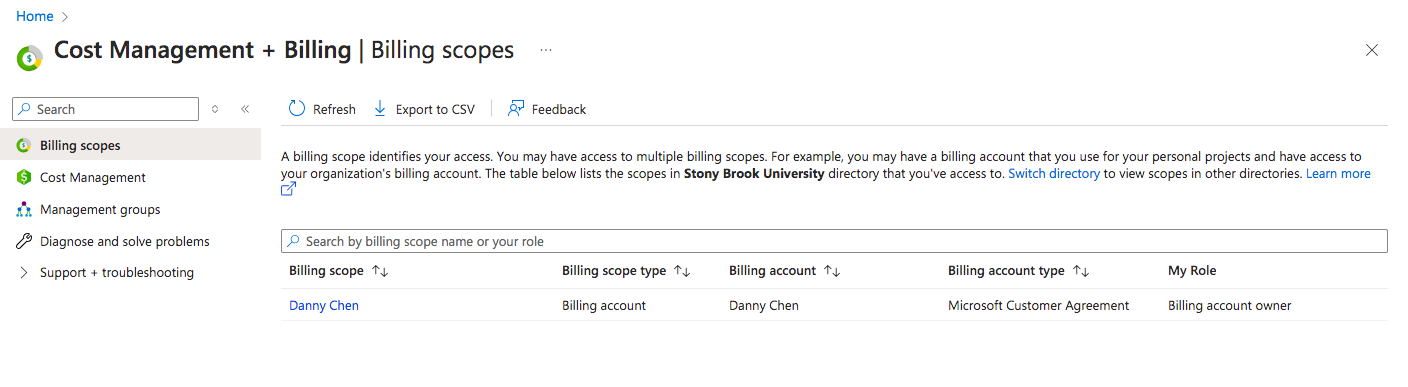 Home
Cost Management + Billing | Billing scopes ...
Search
Refresh Export to CSV Feedback
Billing scopes
Cost Management
Management groups
Diagnose and solve problems
Support + troubleshooting
A billing scope identifies your access. You may have access to multiple billing scopes. For example, you may have a billing account that you use for your personal projects and have access to
your organization's billing account. The table below lists the scopes in Stony Brook University directory that you've access to. Switch directory to view scopes in other directories. Learn more
Search by billing scope name or your role
Billing scope Billing scope type Billing account Billing account type My Role
Danny Chen Billing account Danny Chen Microsoft Customer Agreement Billing account owner